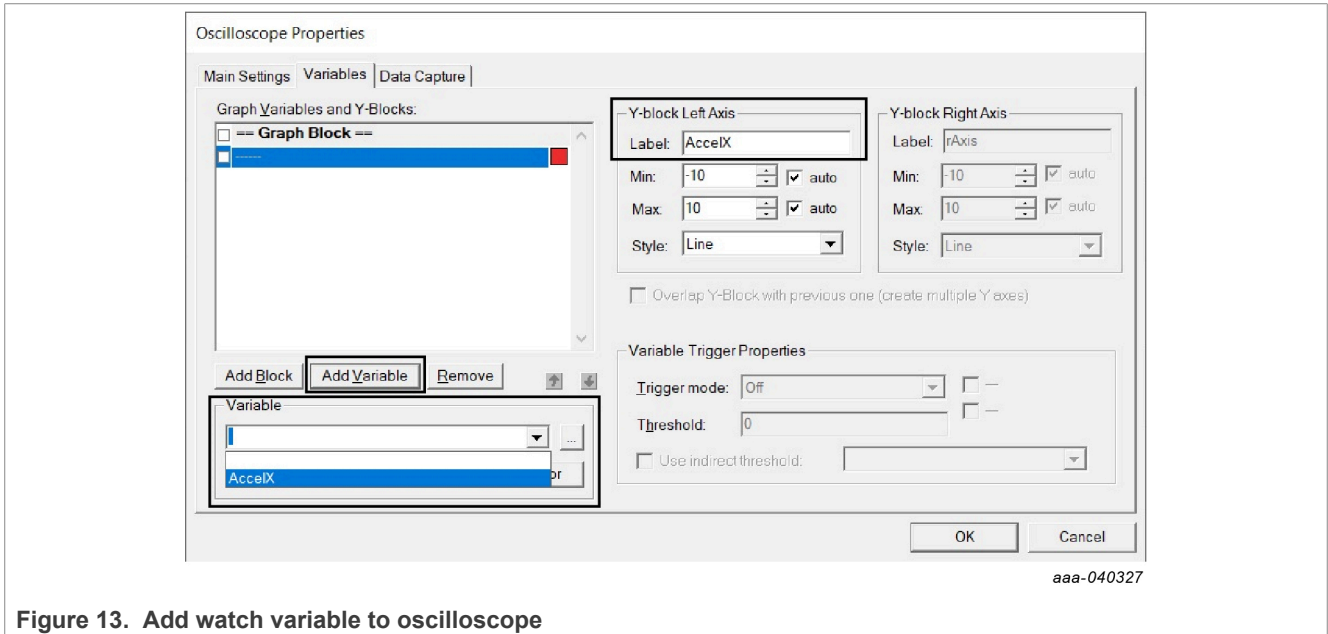 Oscilloscope Properties
Main Settings Variables Data Capture
Graph Variables and Y-Blocks:
== Graph Block ==
------
Add Block Add Variable Remove
Variable
...
AccelX
or
Y-block Left Axis
Label: AccelX
Min: -10 auto
Max: 10 auto
Style: Line
Y-block Right Axis
Label: rAxis
Min: -10 auto
Max: 10 auto
Style: Line
Overlap Y-Block with previous one (create multiple Y axes)
Variable Trigger Properties
Trigger mode: Off —
Threshold: 0 —
Use indirect threshold:
OK Cancel
aaa-040327
Figure 13. Add watch variable to oscilloscope